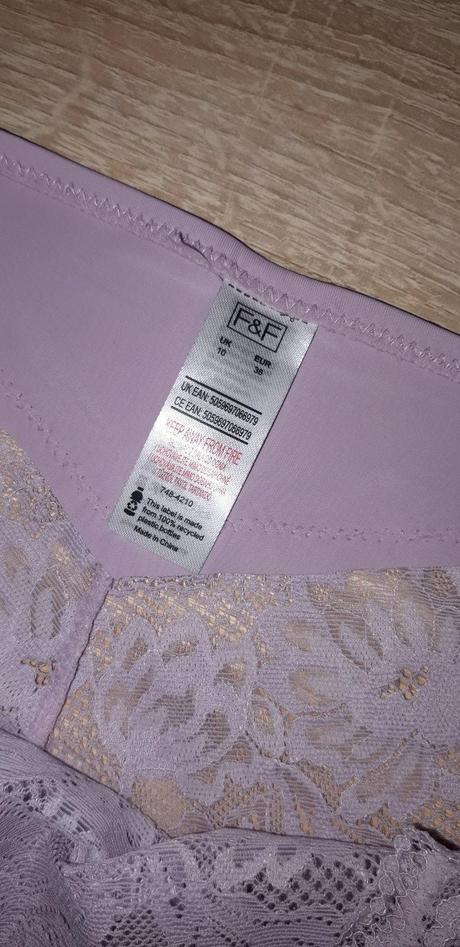 F&F
UK EUR
10 38
UK EAN: 5059697066979
CE EAN: 5059697066979
KEEP AWAY FROM FIRE
748-4210
This label is made
from 100% recycled
plastic bottles
Made in China